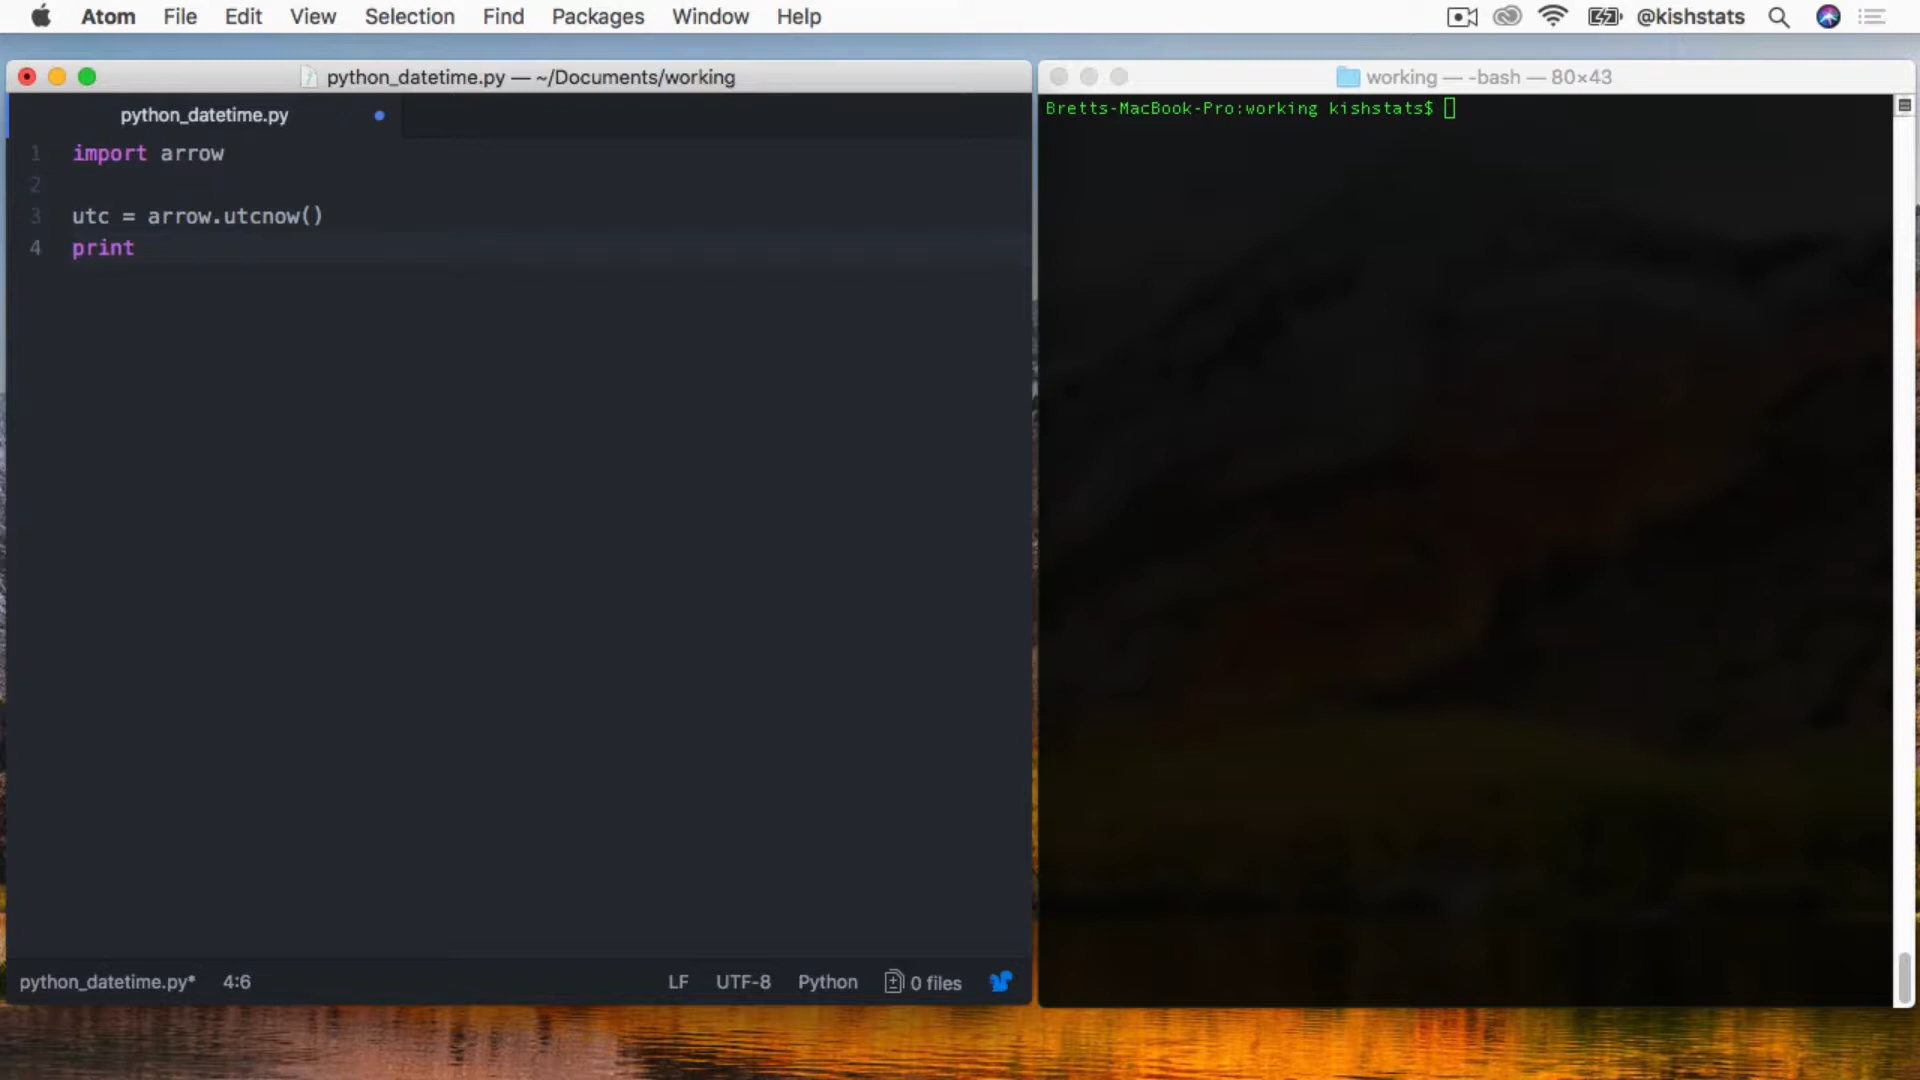 Atom File Edit View Selection Find Packages Window Help @kishstats
python_datetime.py — ~/Documents/working
python_datetime.py
1 import arrow
2
3 utc = arrow.utcnow()
4 print
python_datetime.py* 4:6 LF UTF-8 Python 0 files
working — -bash — 80×43
Bretts-MacBook-Pro:working kishstats$